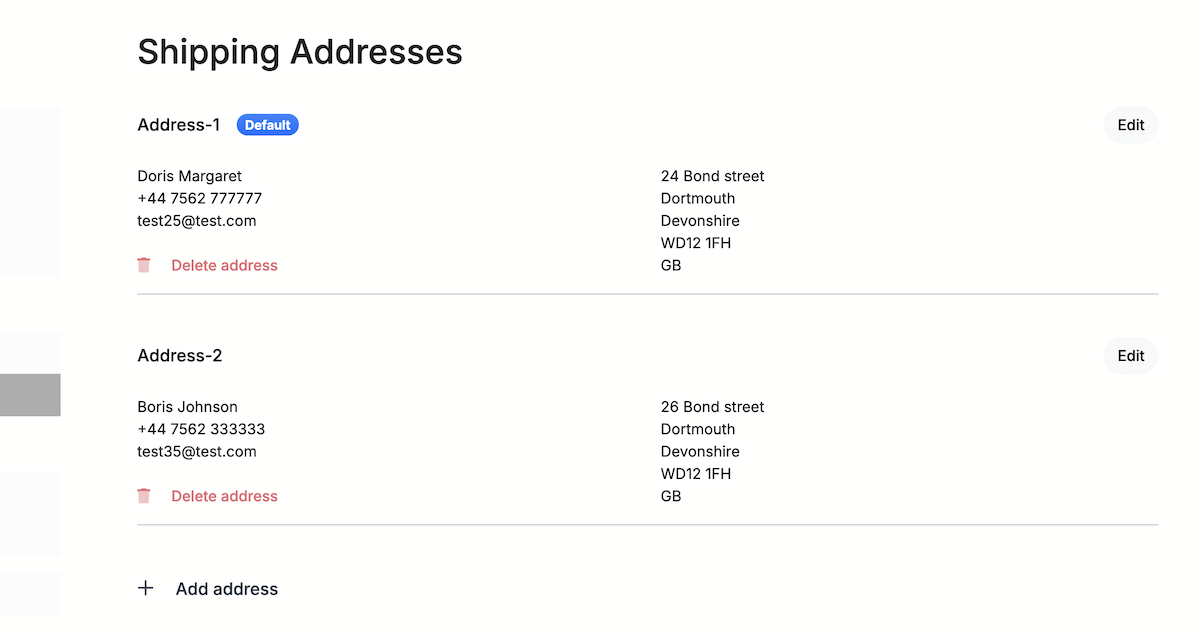 Shipping Addresses
Address-1 Default Edit
Doris Margaret
+44 7562 777777
test25@test.com
Delete address
24 Bond street
Dortmouth
Devonshire
WD12 1FH
GB
Address-2 Edit
Boris Johnson
+44 7562 333333
test35@test.com
Delete address
26 Bond street
Dortmouth
Devonshire
WD12 1FH
GB
+ Add address